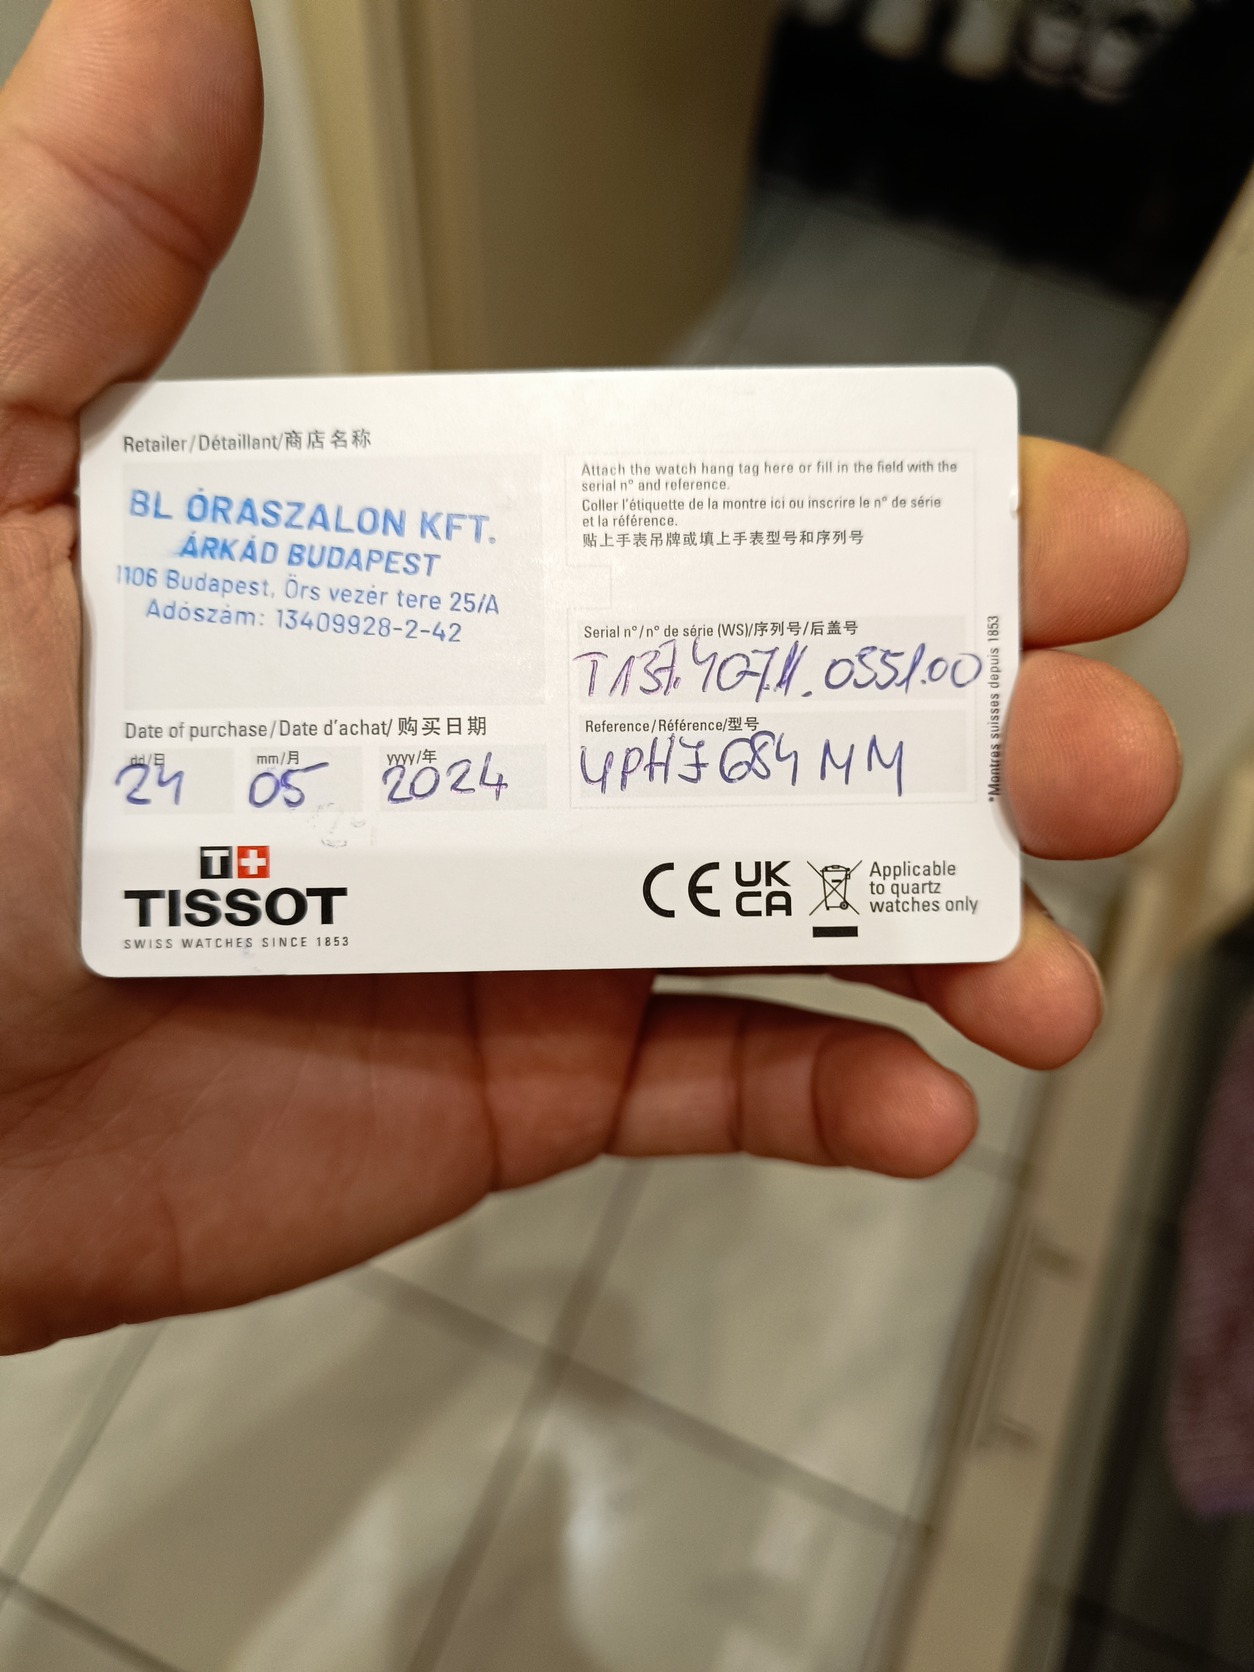 Retailer/Détaillant/商店名称
BL ÓRASZALON KFT.
ÁRKÁD BUDAPEST
1106 Budapest, Örs vezér tere 25/A
Adószám: 13409928-2-42
Date of purchase/Date d'achat/购买日期
dd/日 mm/月 yyyy/年
24 05 2024
T+
TISSOT
SWISS WATCHES SINCE 1853
Attach the watch hang tag here or fill in the field with the
serial n° and reference.
Coller l'étiquette de la montre ici ou inscrire le n° de série
et la référence.
贴上手表吊牌或填上手表型号和序列号
Serial n°/n° de série (WS)/序列号/后盖号
T137.407.11.0351.00
Reference/Référence/型号
4PHJ684MM
*Montres suisses depuis 1853
CE
UK
CA
Applicable
to quartz
watches only